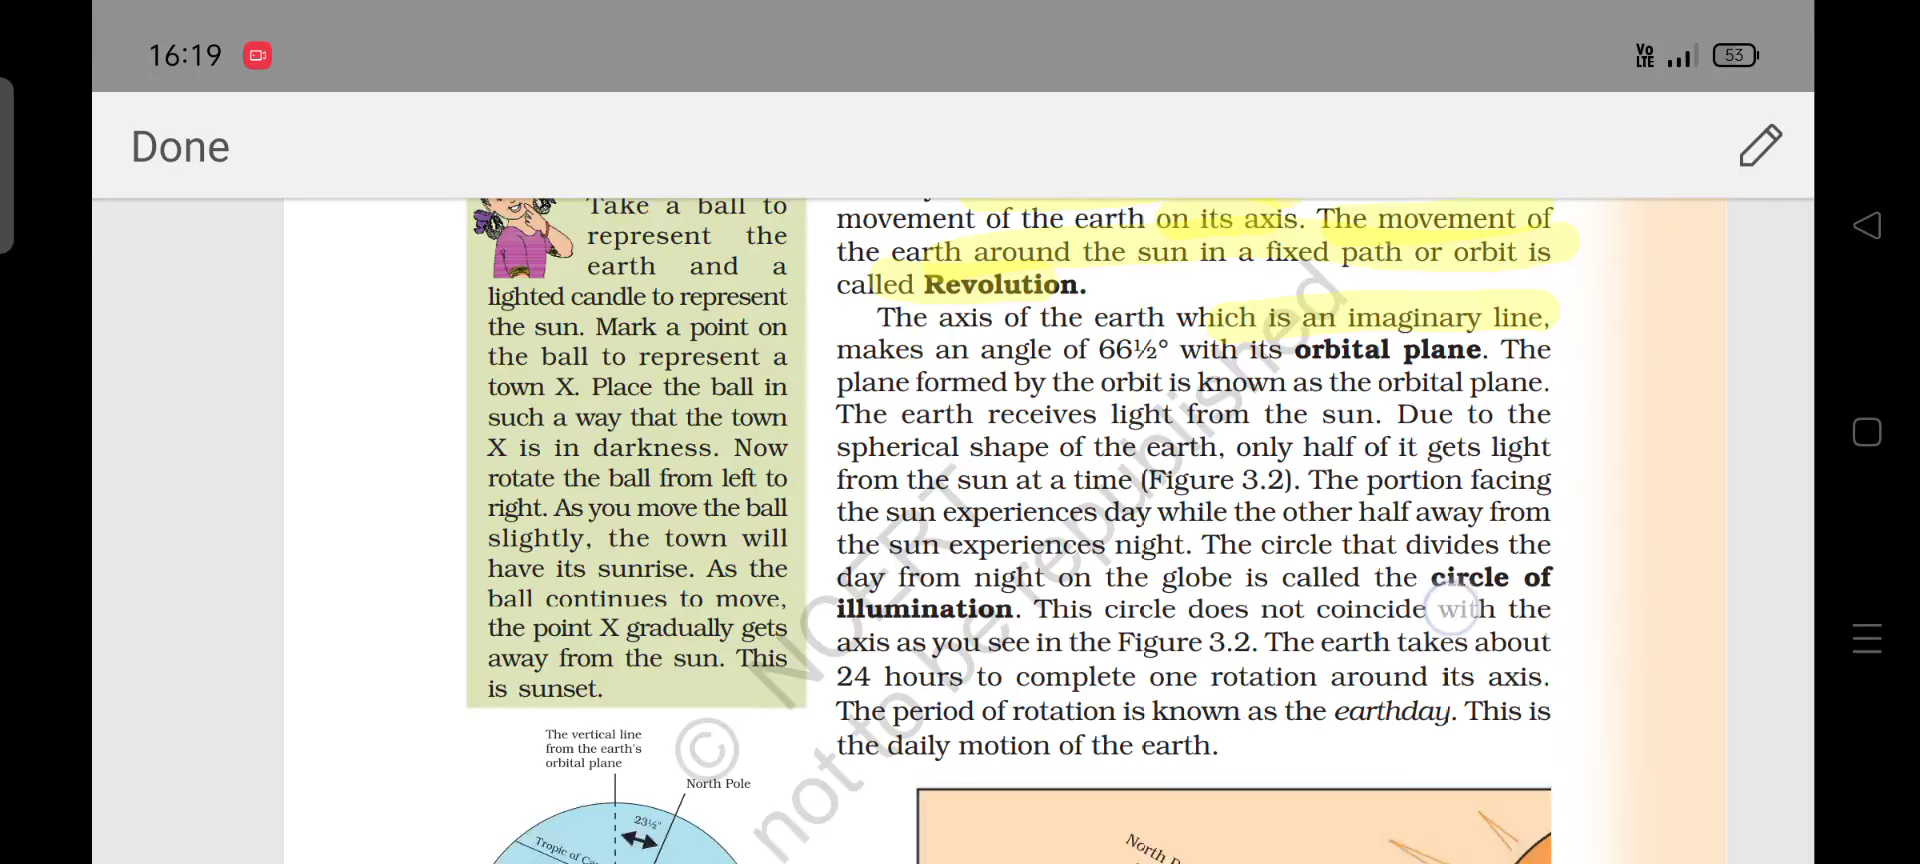 16:19
Vo
LTE
53
Done
Take a ball to
represent the
earth and a
lighted candle to represent
the sun. Mark a point on
the ball to represent a
town X. Place the ball in
such a way that the town
X is in darkness. Now
rotate the ball from left to
right. As you move the ball
slightly, the town will
have its sunrise. As the
ball continues to move,
the point X gradually gets
away from the sun. This
is sunset.
movement of the earth on its axis. The movement of
the earth around the sun in a fixed path or orbit is
called Revolution.
The axis of the earth which is an imaginary line,
makes an angle of 66½° with its orbital plane. The
plane formed by the orbit is known as the orbital plane.
The earth receives light from the sun. Due to the
spherical shape of the earth, only half of it gets light
from the sun at a time (Figure 3.2). The portion facing
the sun experiences day while the other half away from
the sun experiences night. The circle that divides the
day from night on the globe is called the circle of
illumination. This circle does not coincide with the
axis as you see in the Figure 3.2. The earth takes about
24 hours to complete one rotation around its axis.
The period of rotation is known as the earthday. This is
the daily motion of the earth.
The vertical line
from the earth's
orbital plane
North Pole
23½°
Tropic of
North
© NCERT
not to be republished